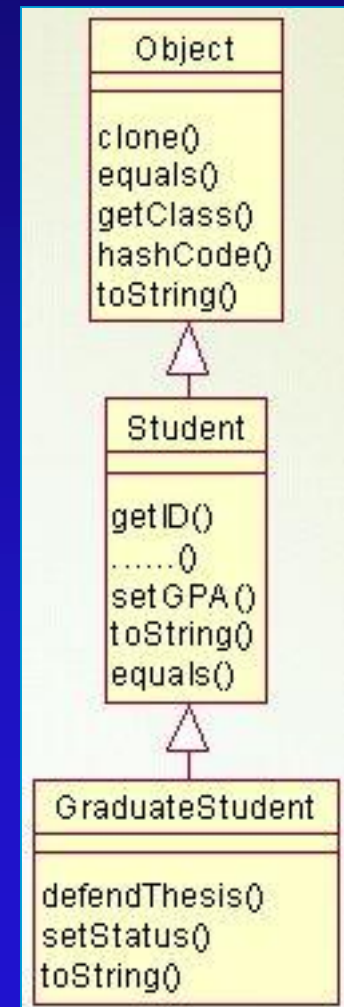 Object
clone()
equals()
getClass()
hashCode()
toString()
Student
getID()
......()
setGPA()
toString()
equals()
GraduateStudent
defendThesis()
setStatus()
toString()